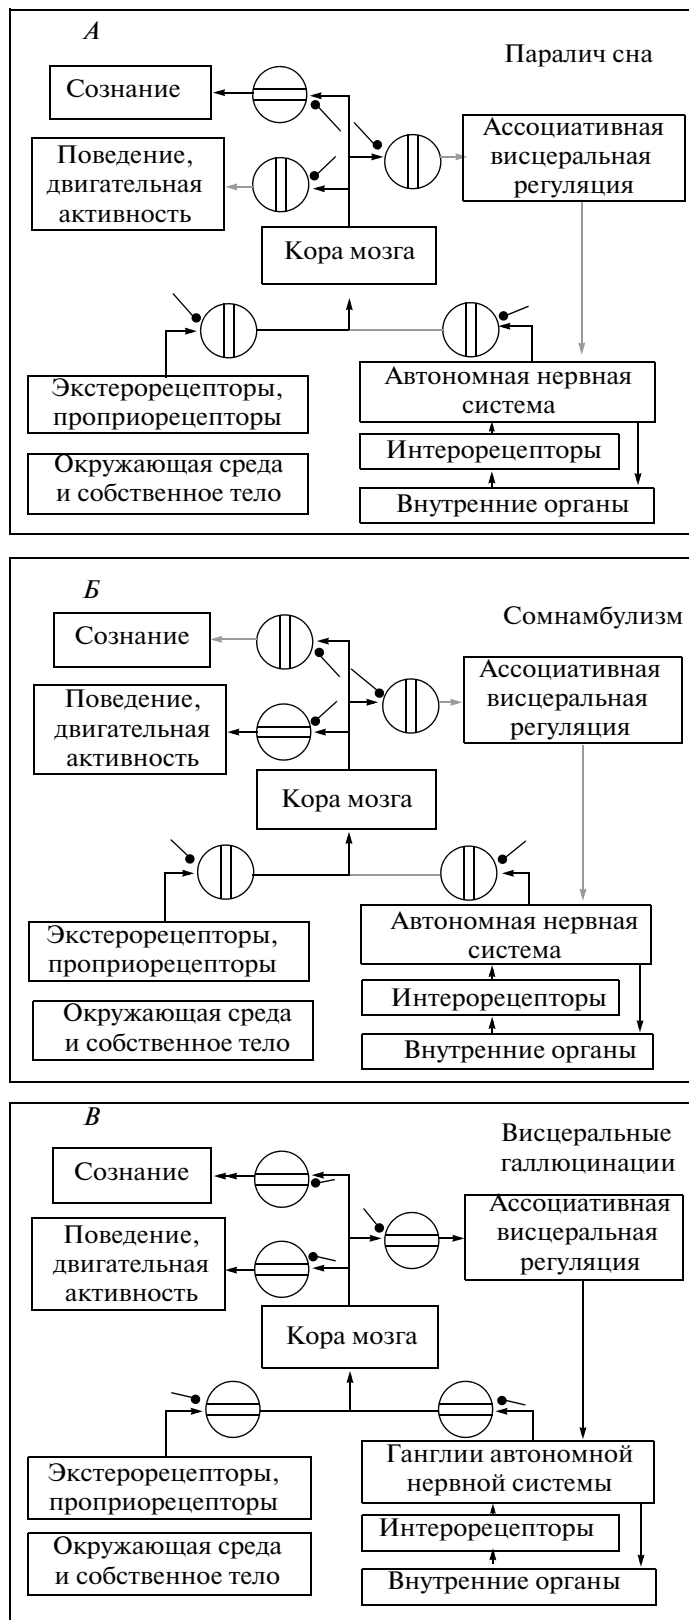 А
Паралич сна
Сознание
Ассоциативная
висцеральная
регуляция
Поведение,
двигательная
активность
Кора мозга
Экстерорецепторы,
проприорецепторы
Автономная нервная
система
Интерорецепторы
Окружающая среда
и собственное тело
Внутренние органы
Б
Сомнамбулизм
Сознание
Ассоциативная
висцеральная
регуляция
Поведение,
двигательная
активность
Кора мозга
Экстерорецепторы,
проприорецепторы
Автономная нервная
система
Интерорецепторы
Окружающая среда
и собственное тело
Внутренние органы
В
Висцеральные
галлюцинации
Сознание
Ассоциативная
висцеральная
регуляция
Поведение,
двигательная
активность
Кора мозга
Экстерорецепторы,
проприорецепторы
Ганглии автономной
нервной системы
Интерорецепторы
Окружающая среда
и собственное тело
Внутренние органы